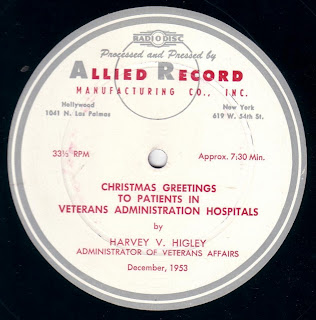 RADIO DISC
Processed and Pressed by
ALLIED RECORD
MANUFACTURING CO., INC.
Hollywood
1041 N. Las Palmas
New York
619 W. 54th St.
33⅓ RPM
Approx. 7:30 Min.
CHRISTMAS GREETINGS
TO PATIENTS IN
VETERANS ADMINISTRATION HOSPITALS
by
HARVEY V. HIGLEY
ADMINISTRATOR OF VETERANS AFFAIRS
December, 1953